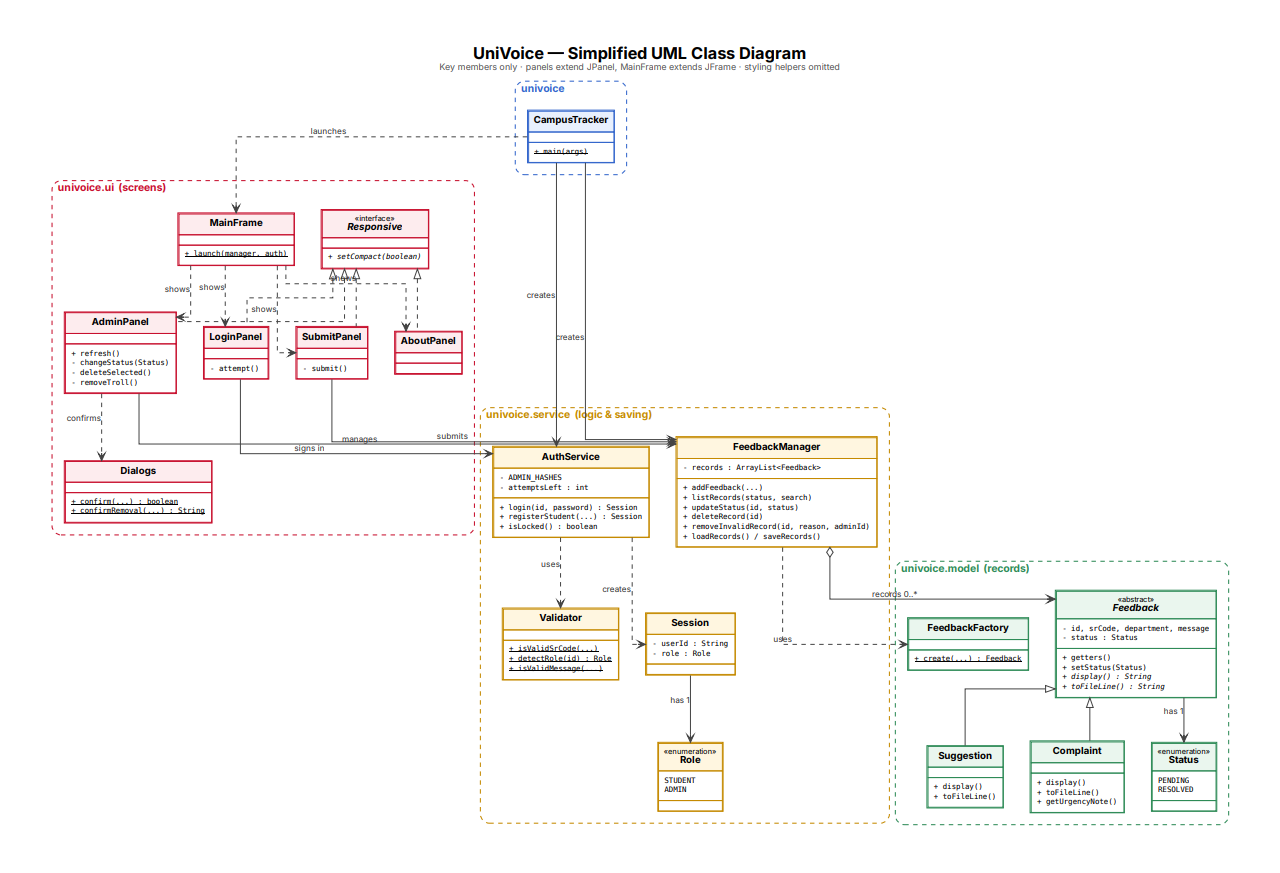 UniVoice — Simplified UML Class Diagram
Key members only · panels extend JPanel, MainFrame extends JFrame · styling helpers omitted
univoice
CampusTracker
+ main(args)
launches
univoice.ui (screens)
MainFrame
+ launch(manager, auth)
«interface»
Responsive
+ setCompact(boolean)
shows
shows
shows
shows
AdminPanel
+ refresh()
- changeStatus(Status)
- deleteSelected()
- removeTroll()
LoginPanel
- attempt()
SubmitPanel
- submit()
AboutPanel
creates
creates
confirms
manages
submits
signs in
Dialogs
+ confirm(...) : boolean
+ confirmRemoval(...) : String
univoice.service (logic & saving)
AuthService
- ADMIN_HASHES
- attemptsLeft : int
+ login(id, password) : Session
+ registerStudent(...) : Session
+ isLocked() : boolean
FeedbackManager
- records : ArrayList<Feedback>
+ addFeedback(...)
+ listRecords(status, search)
+ updateStatus(id, status)
+ deleteRecord(id)
+ removeInvalidRecord(id, reason, adminId)
+ loadRecords() / saveRecords()
uses
creates
Validator
+ isValidSrCode(...)
+ detectRole(id) : Role
+ isValidMessage(...)
Session
- userId : String
- role : Role
has 1
«enumeration»
Role
STUDENT
ADMIN
records 0..*
uses
univoice.model (records)
FeedbackFactory
+ create(...) : Feedback
«abstract»
Feedback
- id, srCode, department, message
- status : Status
+ getters()
+ setStatus(Status)
+ display() : String
+ toFileLine() : String
has 1
Suggestion
+ display()
+ toFileLine()
Complaint
+ display()
+ toFileLine()
+ getUrgencyNote()
«enumeration»
Status
PENDING
RESOLVED